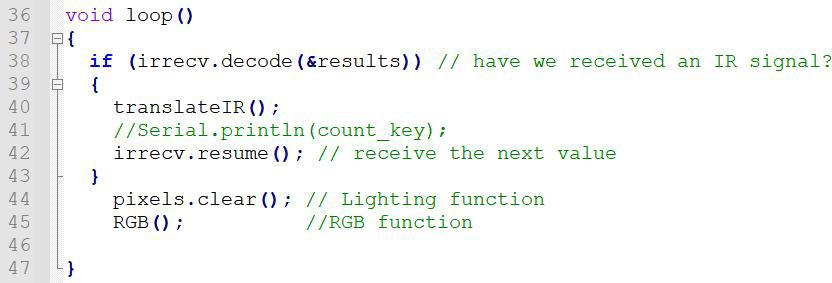 36 void loop()
37 {
38   if (irrecv.decode(&results)) // have we received an IR signal?
39   {
40     translateIR();
41     //Serial.println(count_key);
42     irrecv.resume(); // receive the next value
43   }
44     pixels.clear(); // Lighting function
45     RGB();          //RGB function
46
47 }